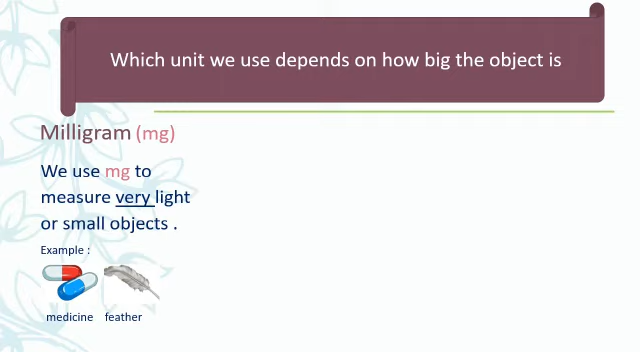 Which unit we use depends on how big the object is
Milligram (mg)
We use mg to
measure very light
or small objects .
Example :
medicine feather